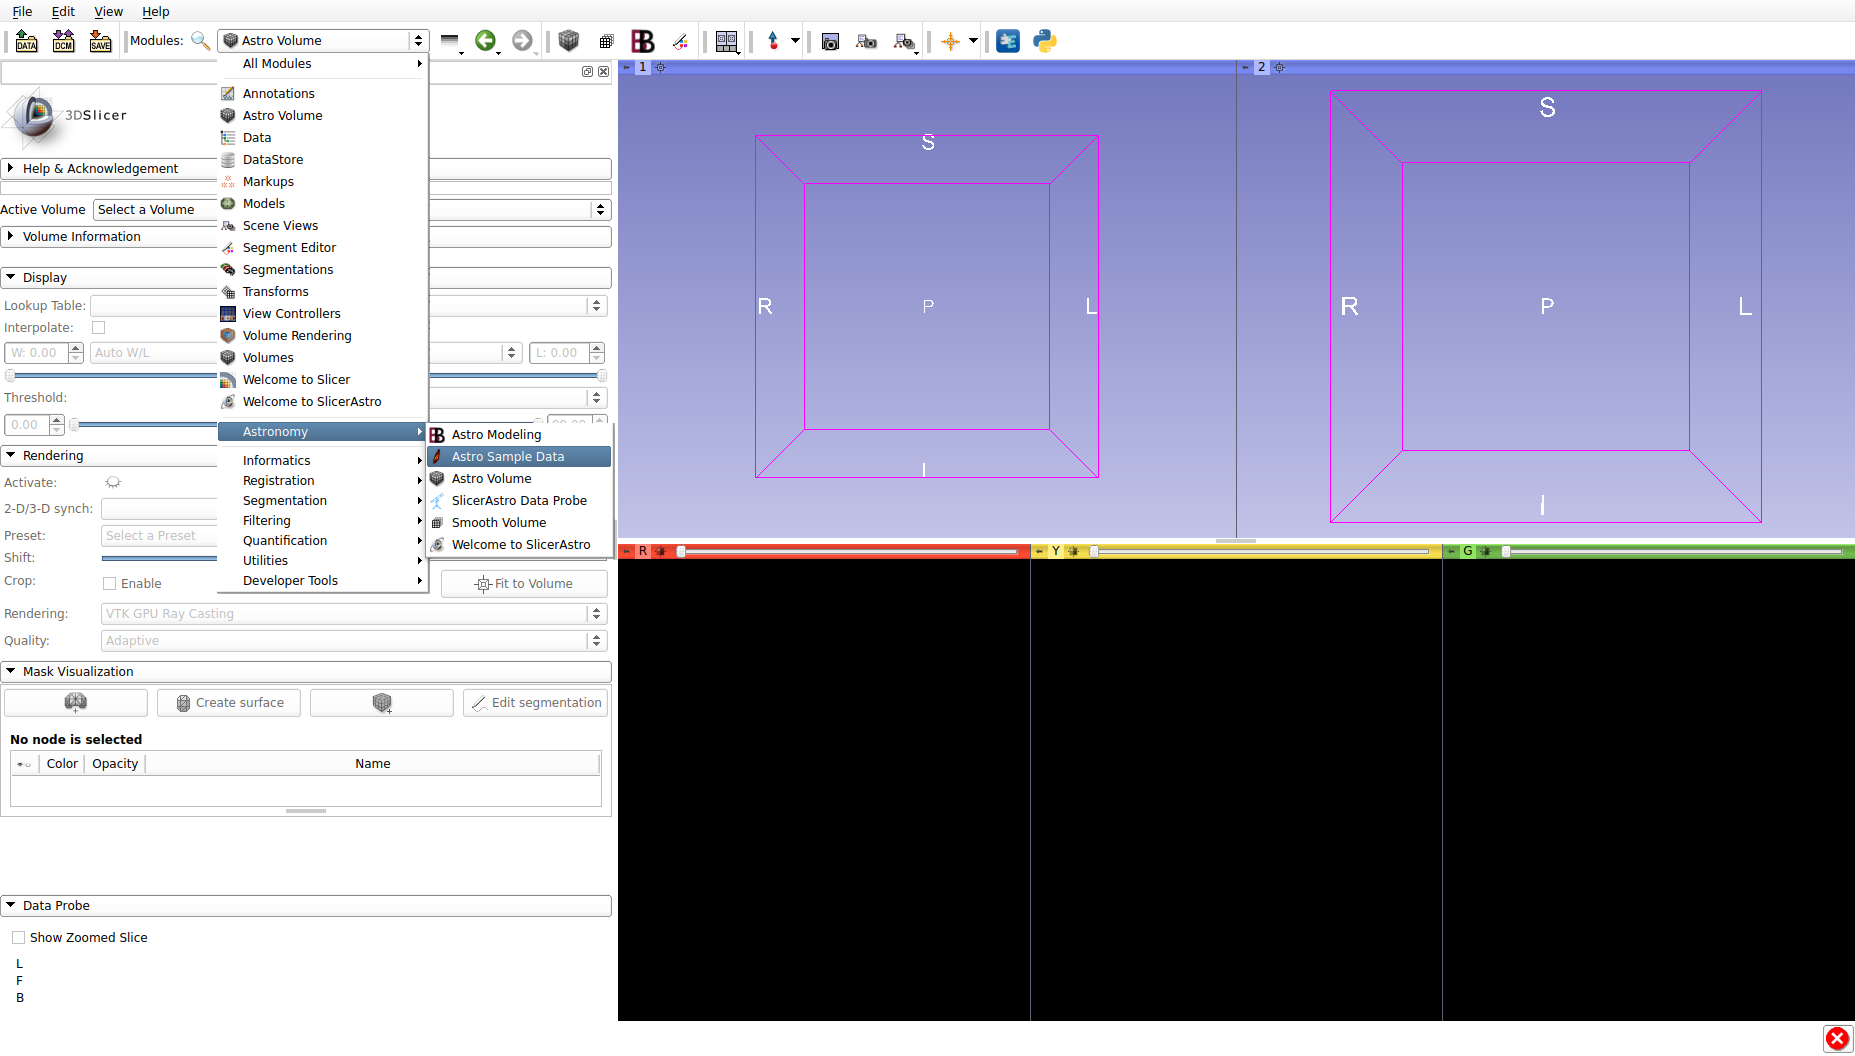 File Edit View Help
DATA DCM SAVE Modules: Astro Volume
All Modules
Annotations
Astro Volume
Data
DataStore
Markups
Models
Scene Views
Segment Editor
Segmentations
Transforms
View Controllers
Volume Rendering
Volumes
Welcome to Slicer
Welcome to SlicerAstro
Astronomy
Informatics
Registration
Segmentation
Filtering
Quantification
Utilities
Developer Tools
Astro Modeling
Astro Sample Data
Astro Volume
SlicerAstro Data Probe
Smooth Volume
Welcome to SlicerAstro
3DSlicer
Help & Acknowledgement
Active Volume Select a Volume
Volume Information
Display
Lookup Table:
Interpolate:
W: 0.00 Auto W/L L: 0.00
Threshold:
0.00
Rendering
Activate:
2-D/3-D synch:
Preset: Select a Preset
Shift:
Crop: Enable Fit to Volume
Rendering: VTK GPU Ray Casting
Quality: Adaptive
Mask Visualization
Create surface Edit segmentation
No node is selected
Color Opacity Name
Data Probe
Show Zoomed Slice
L
F
B
1
S
R P L
I
2
S
R P L
I
R Y G